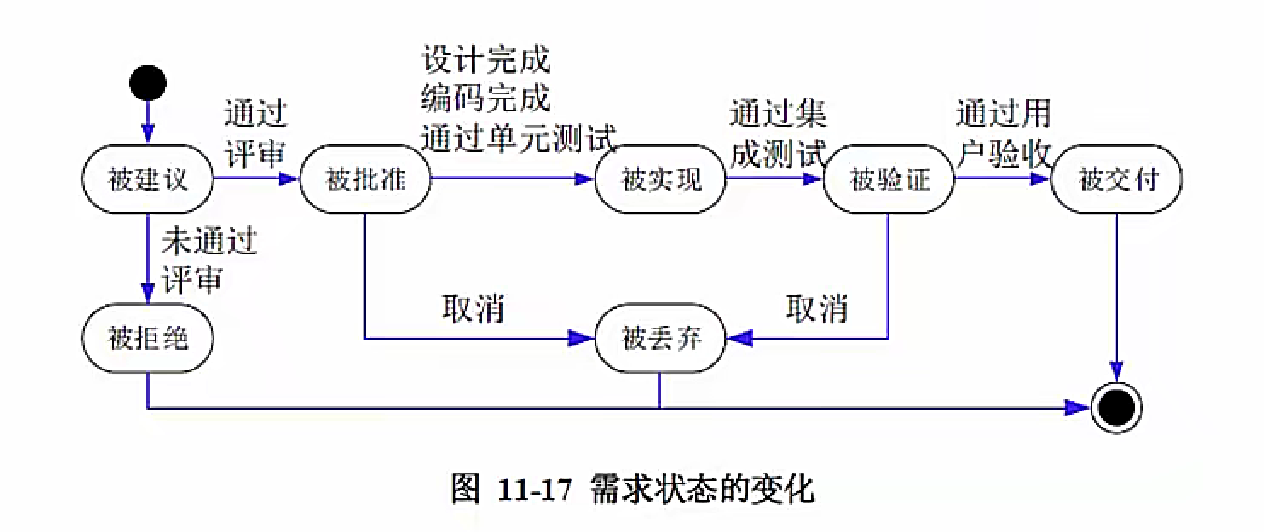 设计完成
编码完成
通过单元测试
通过
评审
通过集
成测试
通过用
户验收
被建议
被批准
被实现
被验证
被交付
未通过
评审
取消
取消
被拒绝
被丢弃
图 11-17 需求状态的变化